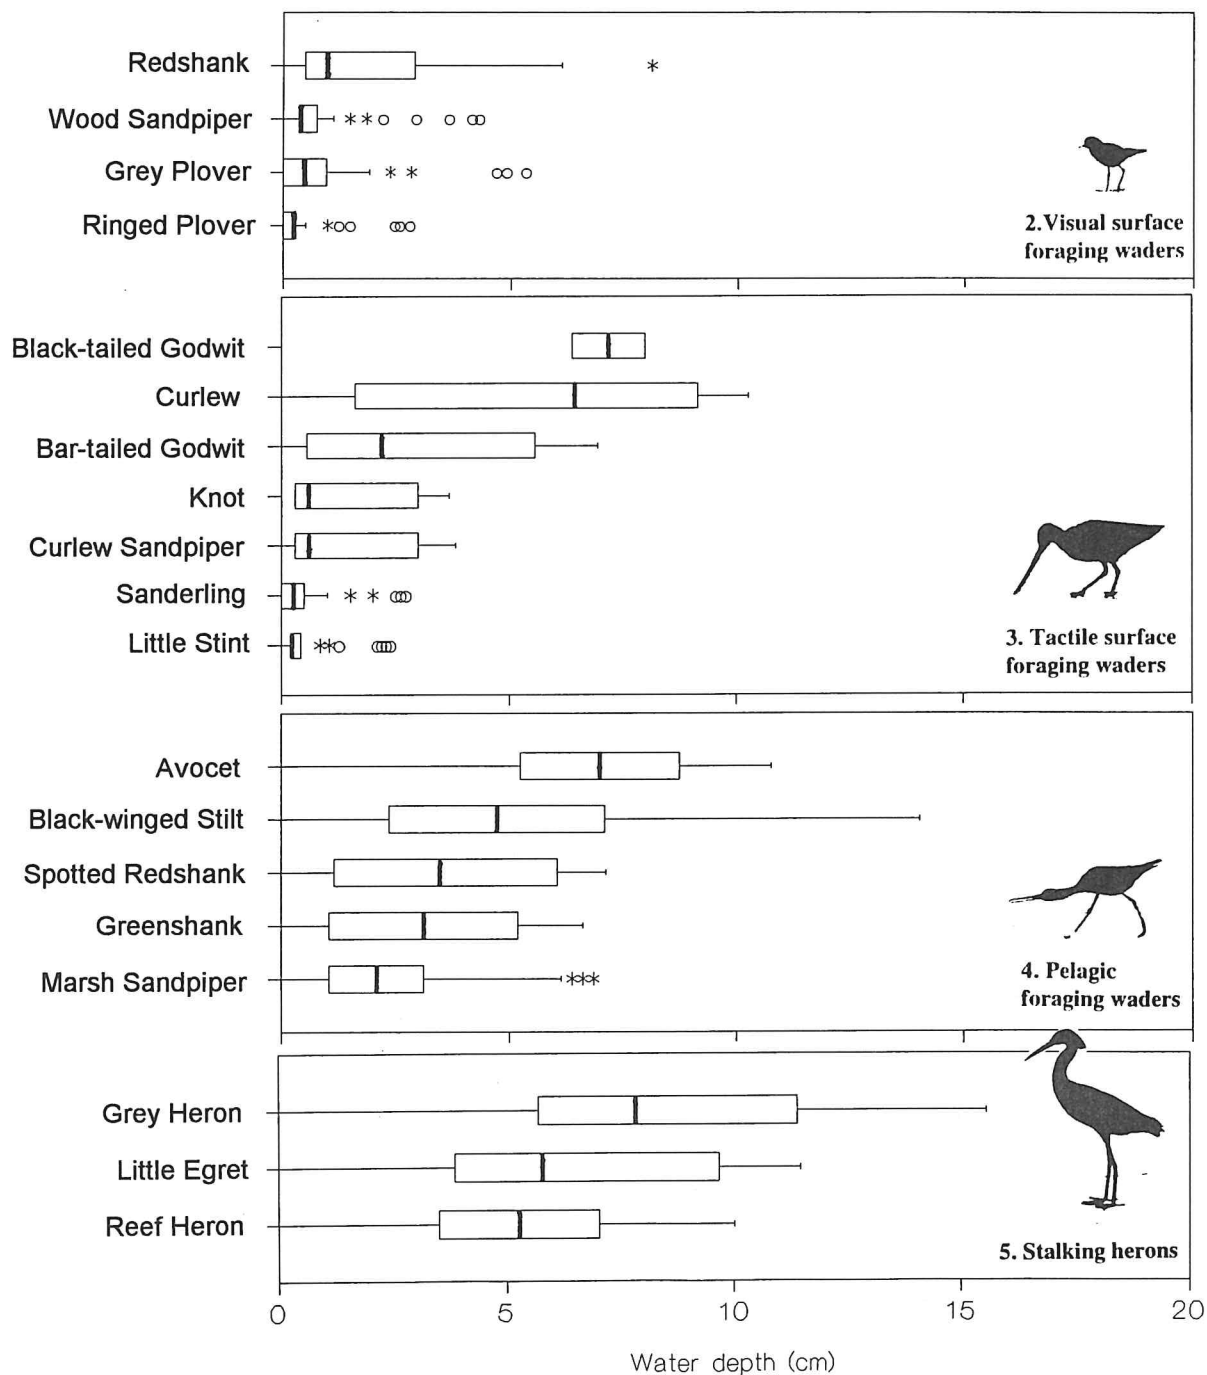 Redshank
Wood Sandpiper
Grey Plover
Ringed Plover
2.Visual surface
foraging waders
Black-tailed Godwit
Curlew
Bar-tailed Godwit
Knot
Curlew Sandpiper
Sanderling
Little Stint
3. Tactile surface
foraging waders
Avocet
Black-winged Stilt
Spotted Redshank
Greenshank
Marsh Sandpiper
4. Pelagic
foraging waders
Grey Heron
Little Egret
Reef Heron
5. Stalking herons
0 5 10 15 20
Water depth (cm)